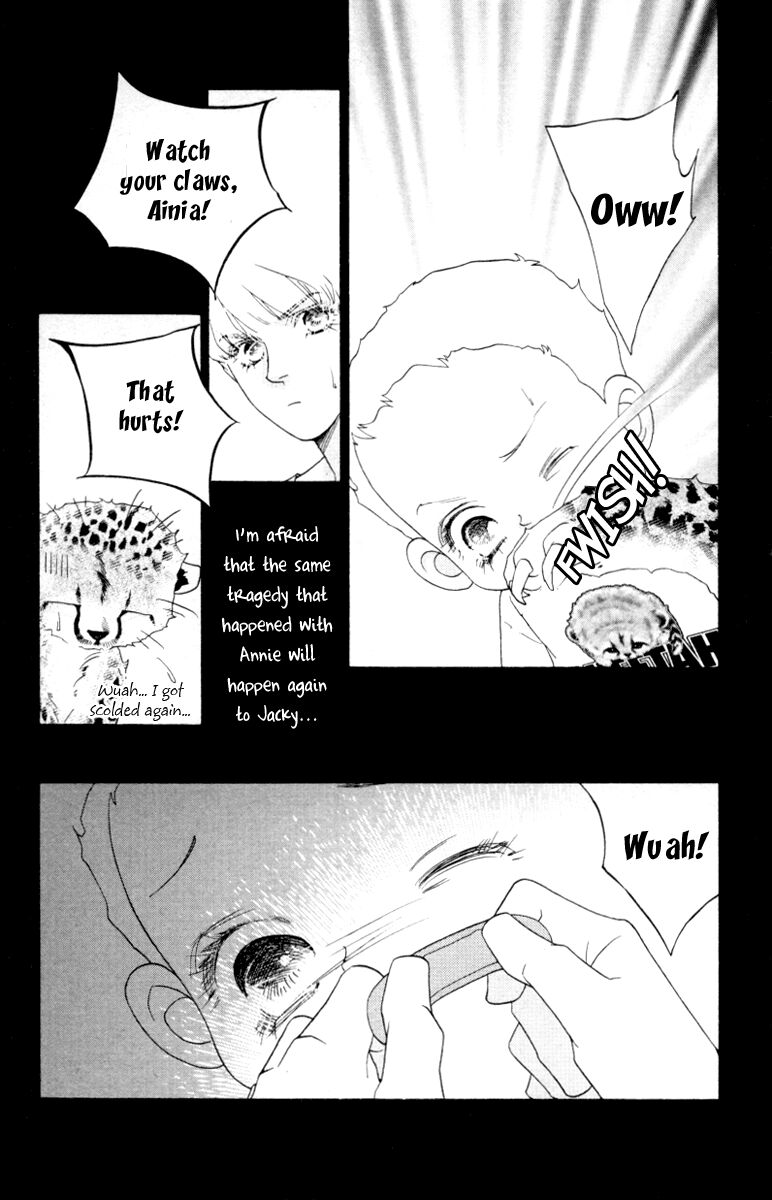 Oww!
FWISH!
Watch
your claws,
Ainia!
That
hurts!
Wuah... I got
scolded again...
I'm afraid
that the same
tragedy that
happened with
Annie will
happen again
to Jacky...
Wuah!